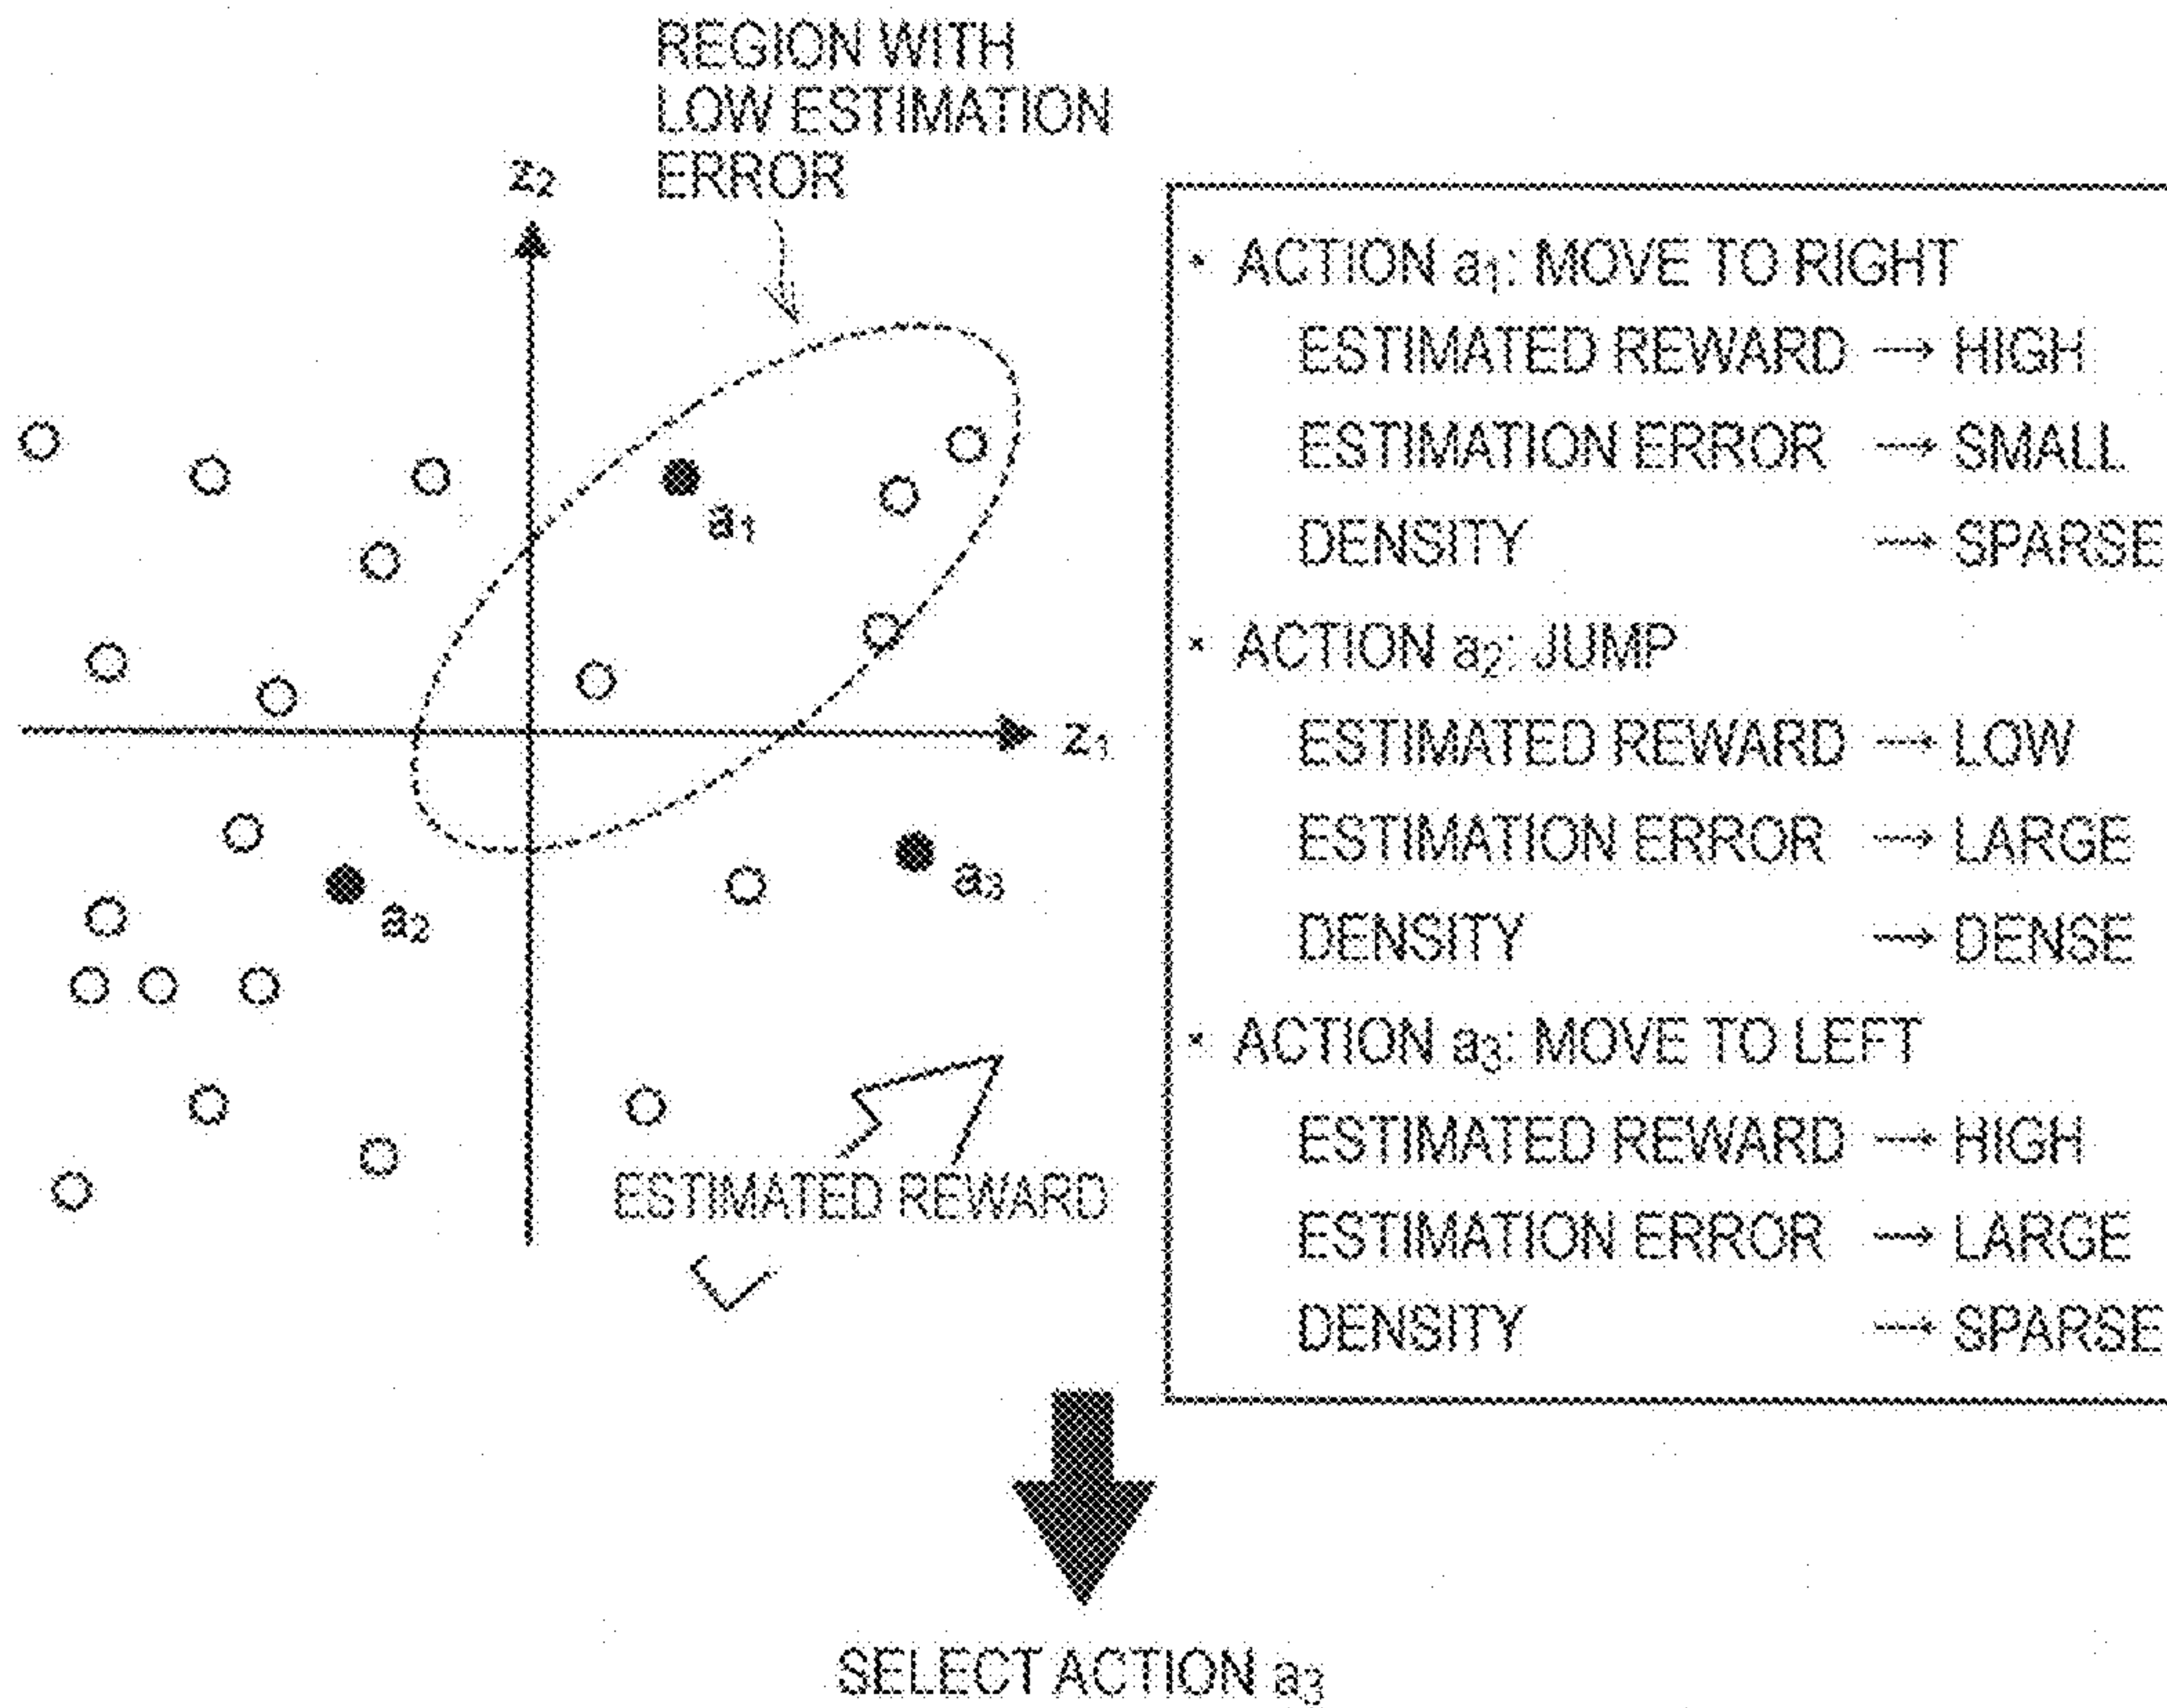 REGION WITH
LOW ESTIMATION
ERROR
z₂
a₁
z₁
a₂
a₃
ESTIMATED REWARD
· ACTION a₁: MOVE TO RIGHT
ESTIMATED REWARD → HIGH
ESTIMATION ERROR → SMALL
DENSITY → SPARSE
· ACTION a₂: JUMP
ESTIMATED REWARD → LOW
ESTIMATION ERROR → LARGE
DENSITY → DENSE
· ACTION a₃: MOVE TO LEFT
ESTIMATED REWARD → HIGH
ESTIMATION ERROR → LARGE
DENSITY → SPARSE
SELECT ACTION a₃